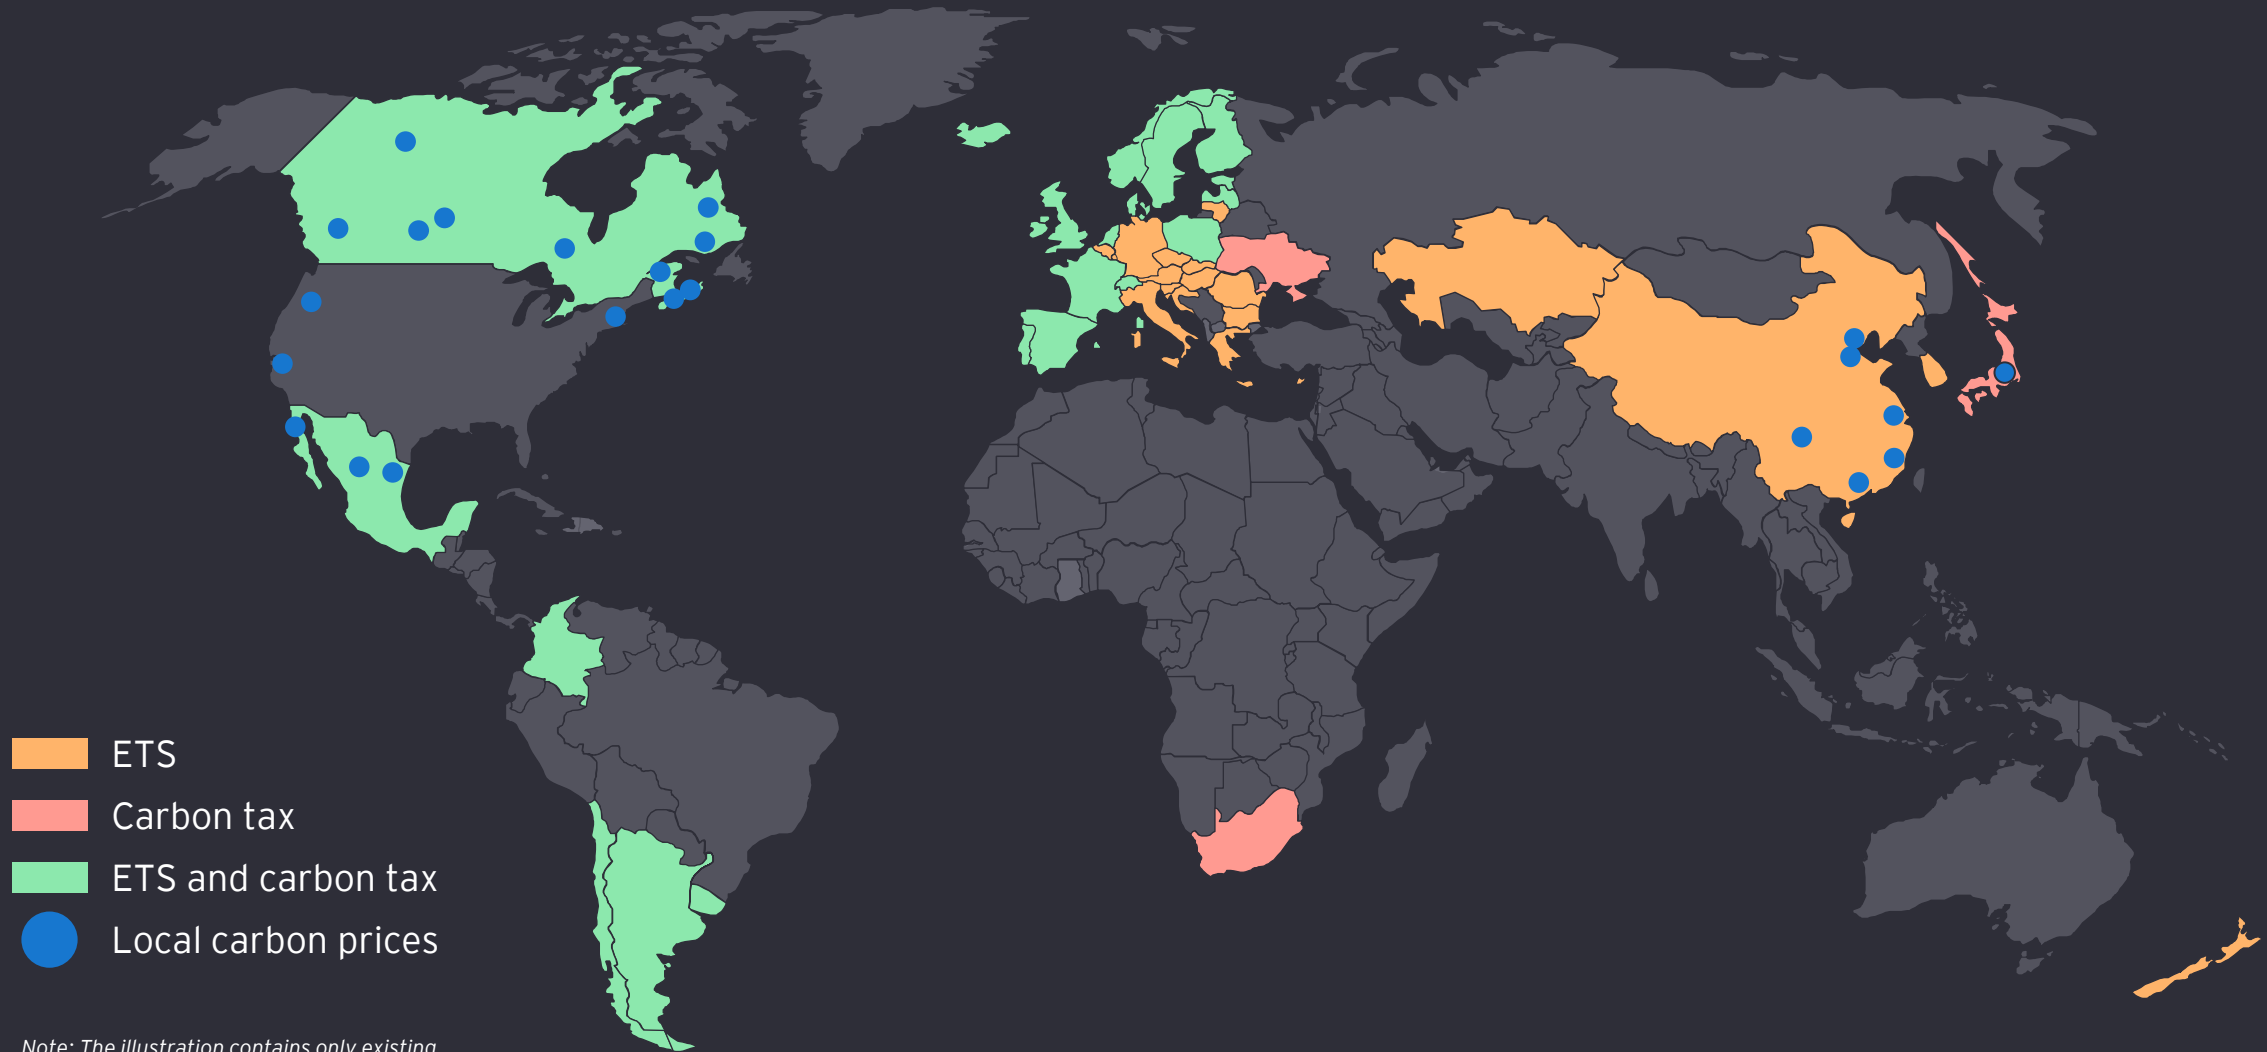 ETS
Carbon tax
ETS and carbon tax
Local carbon prices
Note: The illustration contains only existing